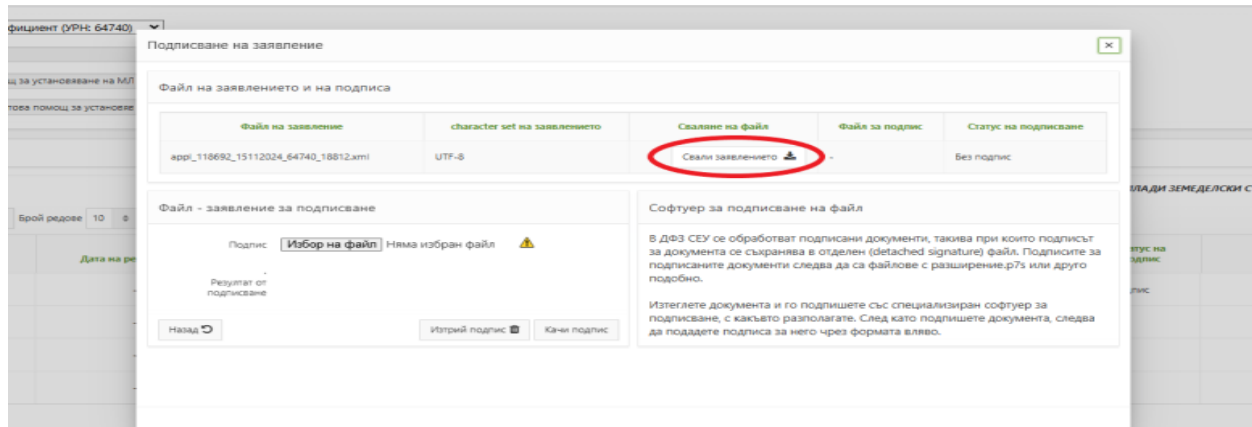 фициент (УРН: 64740)
Подписване на заявление
щ за установяване на МЛ
Файл на заявлението и на подписа
това помощ за установяв
Файл на заявление character set на заявлението Сваляне на файл Файл за подпис Статус на подписване
appl_118692_15112024_64740_18812.xml UTF-8 Свали заявлението - Без подпис
ЛАДИ ЗЕМЕДЕЛСКИ С
Файл - заявление за подписване
Софтуер за подписване на файл
Брой редове 10
Подпис Избор на файл Няма избран файл
В ДФЗ СЕУ се обработват подписани документи, такива при които подписът
за документа се съхранява в отделен (detached signature) файл. Подписите за
подписаните документи следва да са файлове с разширение.p7s или друго
подобно.
Дата на ре
атус на
одпис
-
Резултат от
подписване
пис
Изтеглете документа и го подпишете със специализиран софтуер за
подписване, с какъвто разполагате. След като подпишете документа, следва
да подадете подписа за него чрез формата вляво.
Назад Изтрий подпис Качи подпис